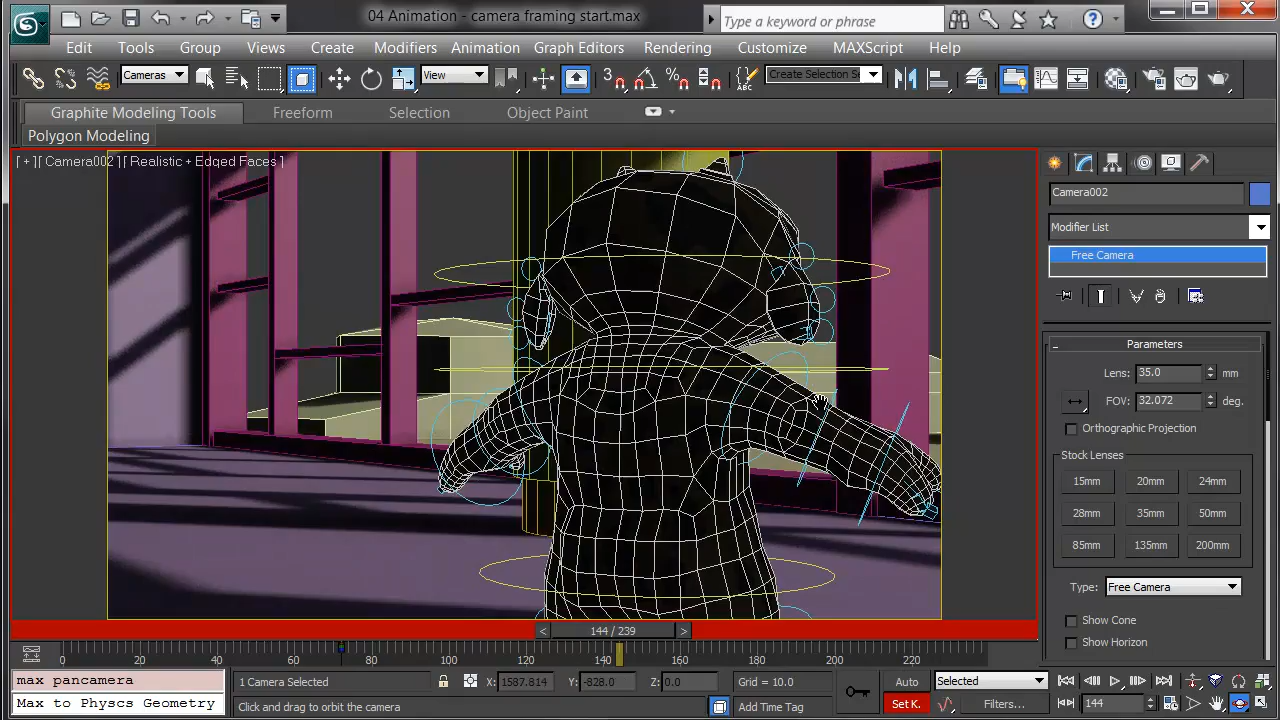 04 Animation - camera framing start.max
Type a keyword or phrase
Edit Tools Group Views Create Modifiers Animation Graph Editors Rendering Customize MAXScript Help
Cameras
View
3
%
ABC
Create Selection Se
Graphite Modeling Tools Freeform Selection Object Paint
Polygon Modeling
[ + ] [ Camera002 ] [ Realistic + Edged Faces ]
Camera002
Modifier List
Free Camera
Parameters
Lens: 35.0 mm
FOV: 32.072 deg.
Orthographic Projection
Stock Lenses
15mm 20mm 24mm
28mm 35mm 50mm
85mm 135mm 200mm
Type: Free Camera
Show Cone
Show Horizon
< 144 / 239 >
0 20 40 60 80 100 120 140 160 180 200 220
max pancamera
Max to Physcs Geometry
1 Camera Selected X: 1587.814 Y: -828.0 Z: 0.0 Grid = 10.0
Click and drag to orbit the camera
Add Time Tag
Auto Selected
Set K. Filters...
144